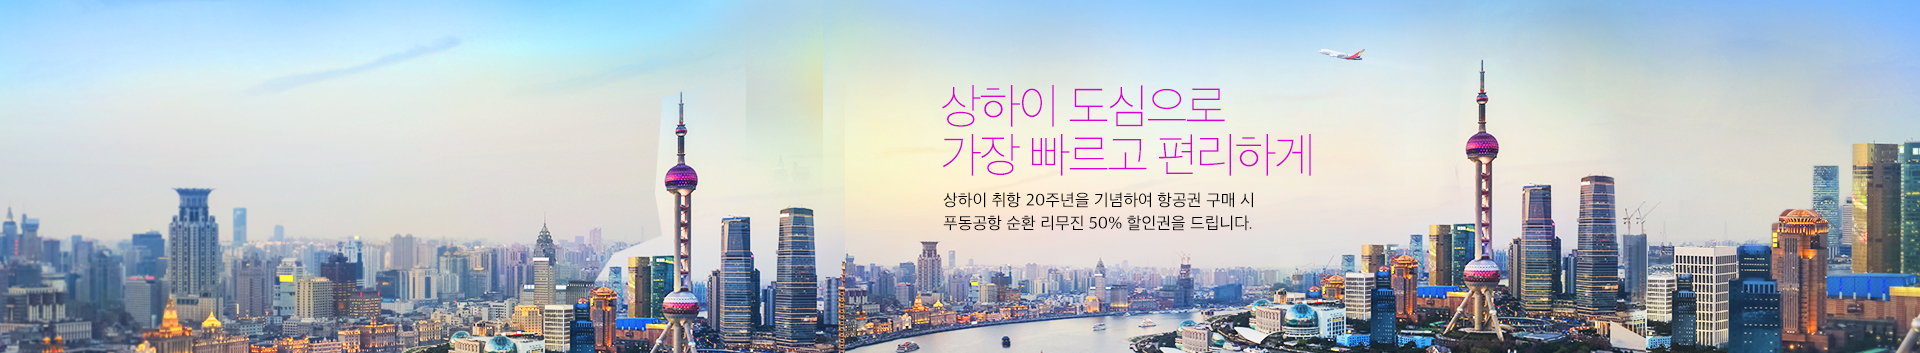 상하이 도심으로
가장 빠르고 편리하게
상하이 취항 20주년을 기념하여 항공권 구매 시
푸동공항 순환 리무진 50% 할인권을 드립니다.